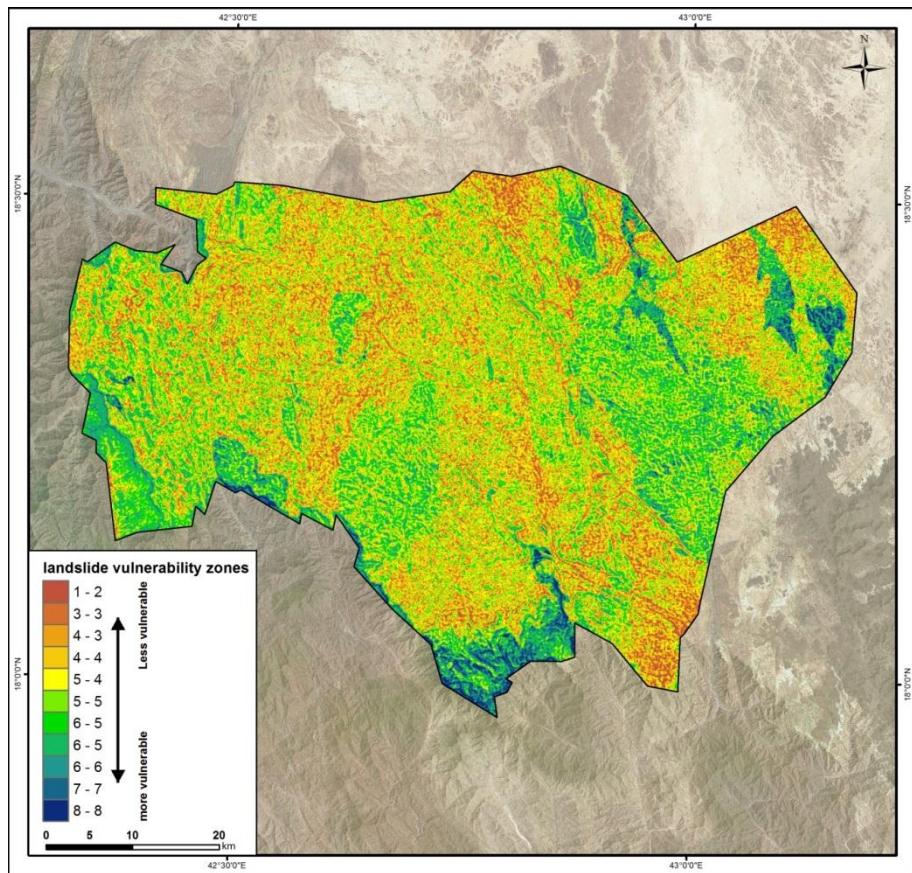 42°30'0"E
43°0'0"E
N
18°30'0"N
18°30'0"N
landslide vulnerability zones
1 - 2
3 - 3
4 - 3
4 - 4
5 - 4
5 - 5
6 - 5
6 - 5
6 - 6
7 - 7
8 - 8
Less vulnerable
more vulnerable
18°0'0"N
18°0'0"N
0
5
10
20
km
42°30'0"E
43°0'0"E